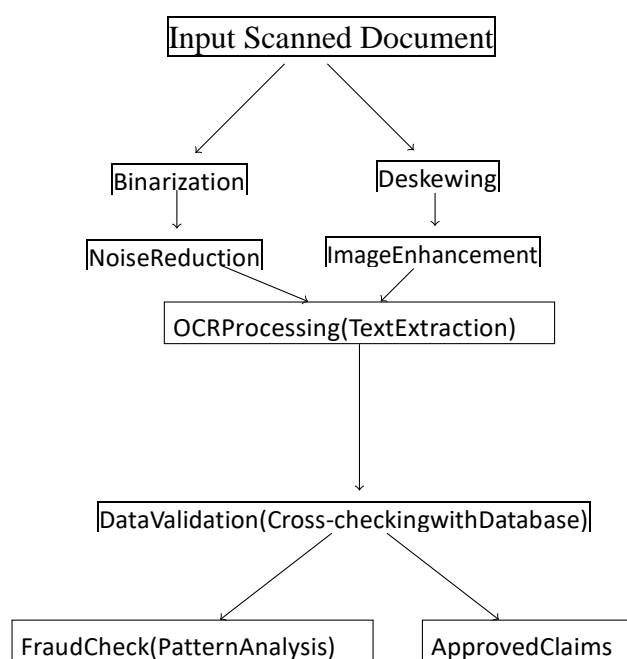 Input Scanned Document
Binarization
Deskewing
NoiseReduction
ImageEnhancement
OCRProcessing(TextExtraction)
DataValidation(Cross-checkingwithDatabase)
FraudCheck(PatternAnalysis)
ApprovedClaims